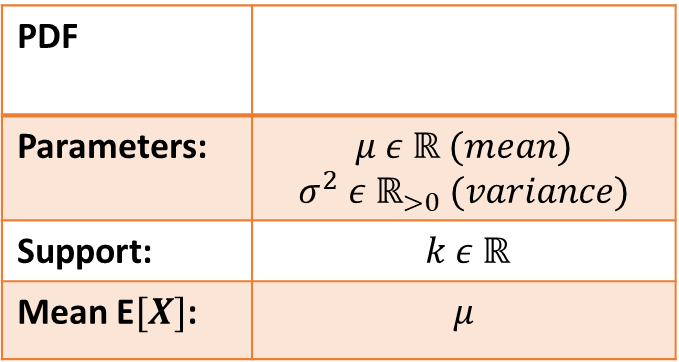 PDF
Parameters: μ ϵ ℝ (mean)
σ² ϵ ℝ>0 (variance)
Support: k ϵ ℝ
Mean E[X]: μ